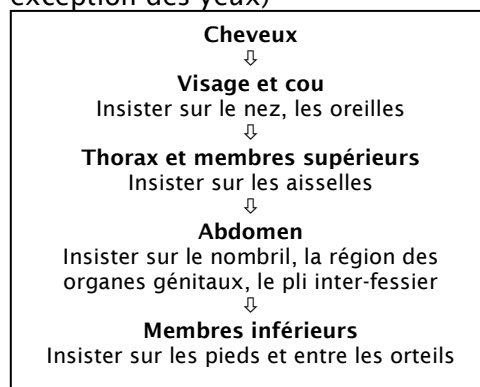 exception des yeux)
Cheveux
⇩
Visage et cou
Insister sur le nez, les oreilles
⇩
Thorax et membres supérieurs
Insister sur les aisselles
⇩
Abdomen
Insister sur le nombril, la région des
organes génitaux, le pli inter-fessier
⇩
Membres inférieurs
Insister sur les pieds et entre les orteils